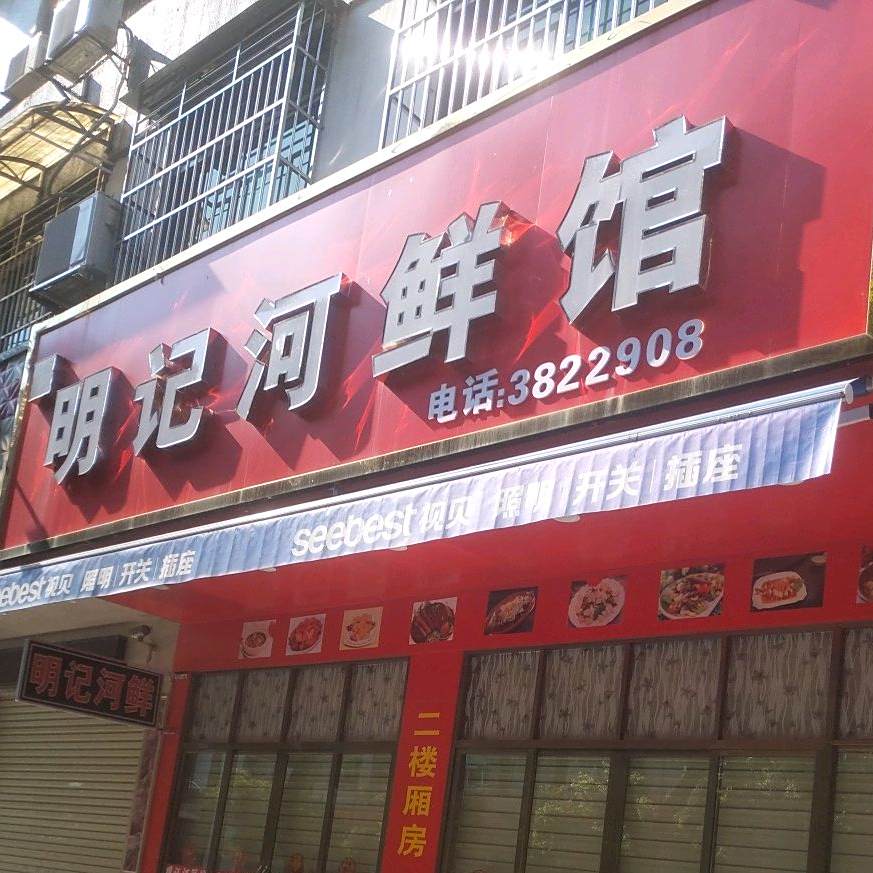 明记河鲜馆
电话:3822908
seebest视贝 照明|开关|插座
seebest视贝 照明|开关|插座
明记河鲜
二楼厢房